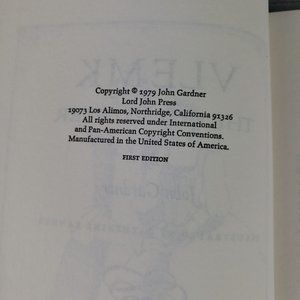 Copyright © 1979 John Gardner
Lord John Press
19073 Los Alimos, Northridge, California 91326
All rights reserved under International
and Pan-American Copyright Conventions.
Manufactured in the United States of America.
FIRST EDITION